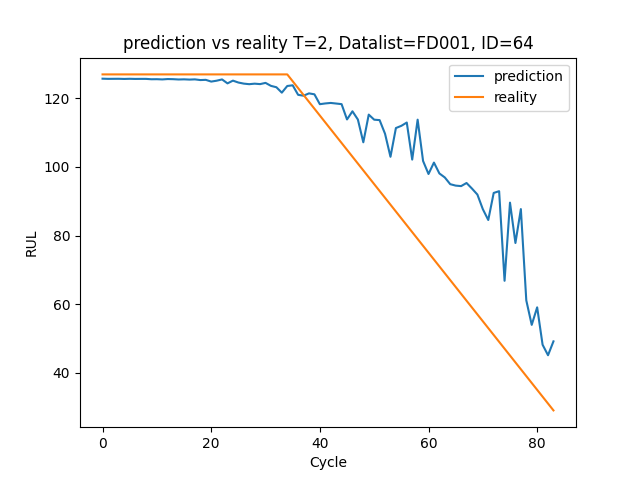 prediction vs reality T=2, Datalist=FD001, ID=64
prediction
reality
RUL
120
100
80
60
40
0 20 40 60 80
Cycle